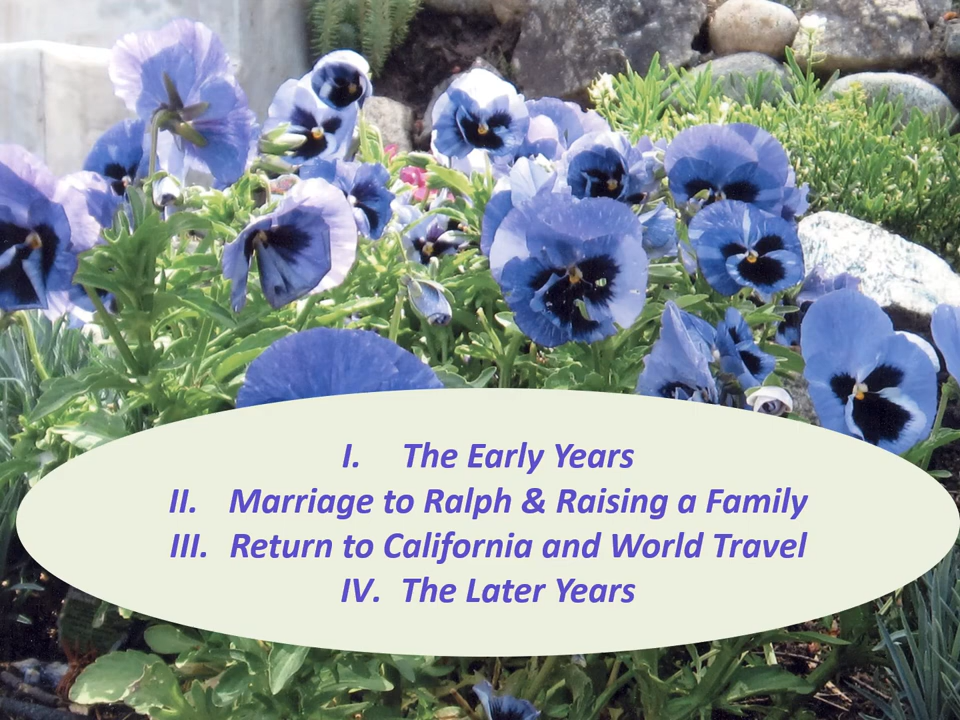 I. The Early Years
II. Marriage to Ralph & Raising a Family
III. Return to California and World Travel
IV. The Later Years